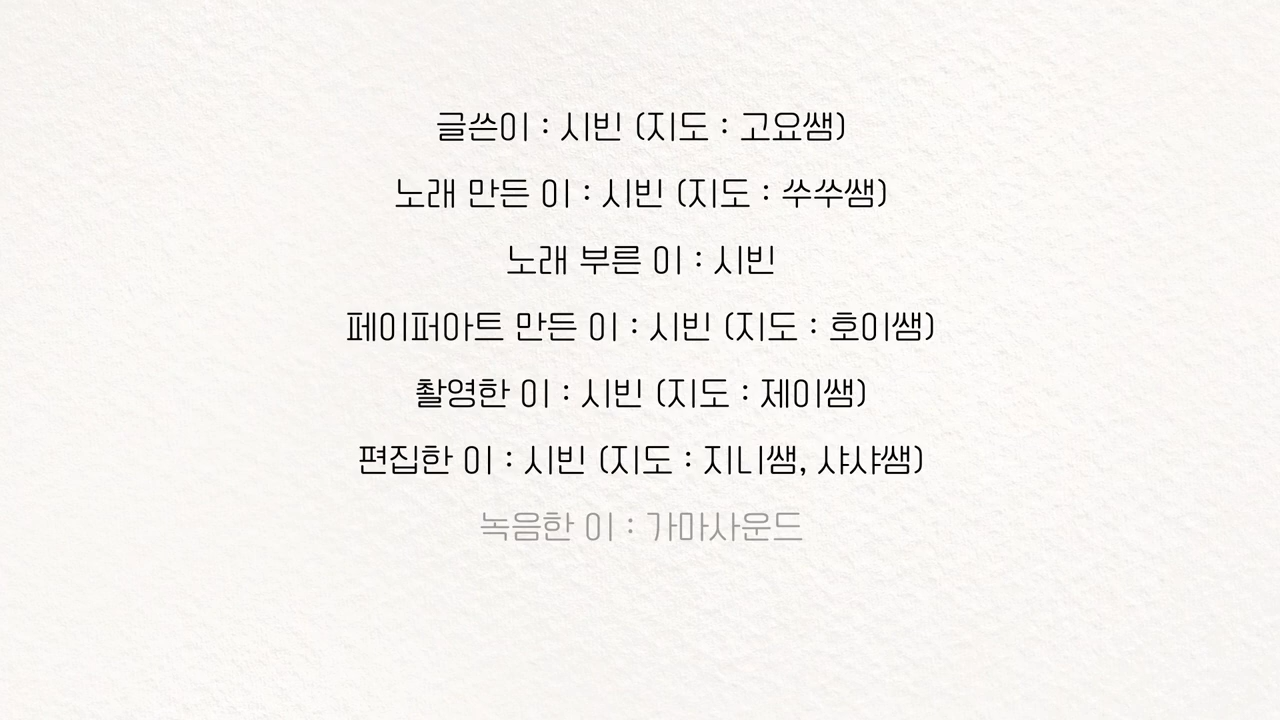 글쓴이 : 시빈 (지도 : 고요쌤)
노래 만든 이 : 시빈 (지도 : 쑤쑤쌤)
노래 부른 이 : 시빈
페이퍼아트 만든 이 : 시빈 (지도 : 호이쌤)
촬영한 이 : 시빈 (지도 : 제이쌤)
편집한 이 : 시빈 (지도 : 지니쌤, 샤샤쌤)
녹음한 이 : 가마사운드